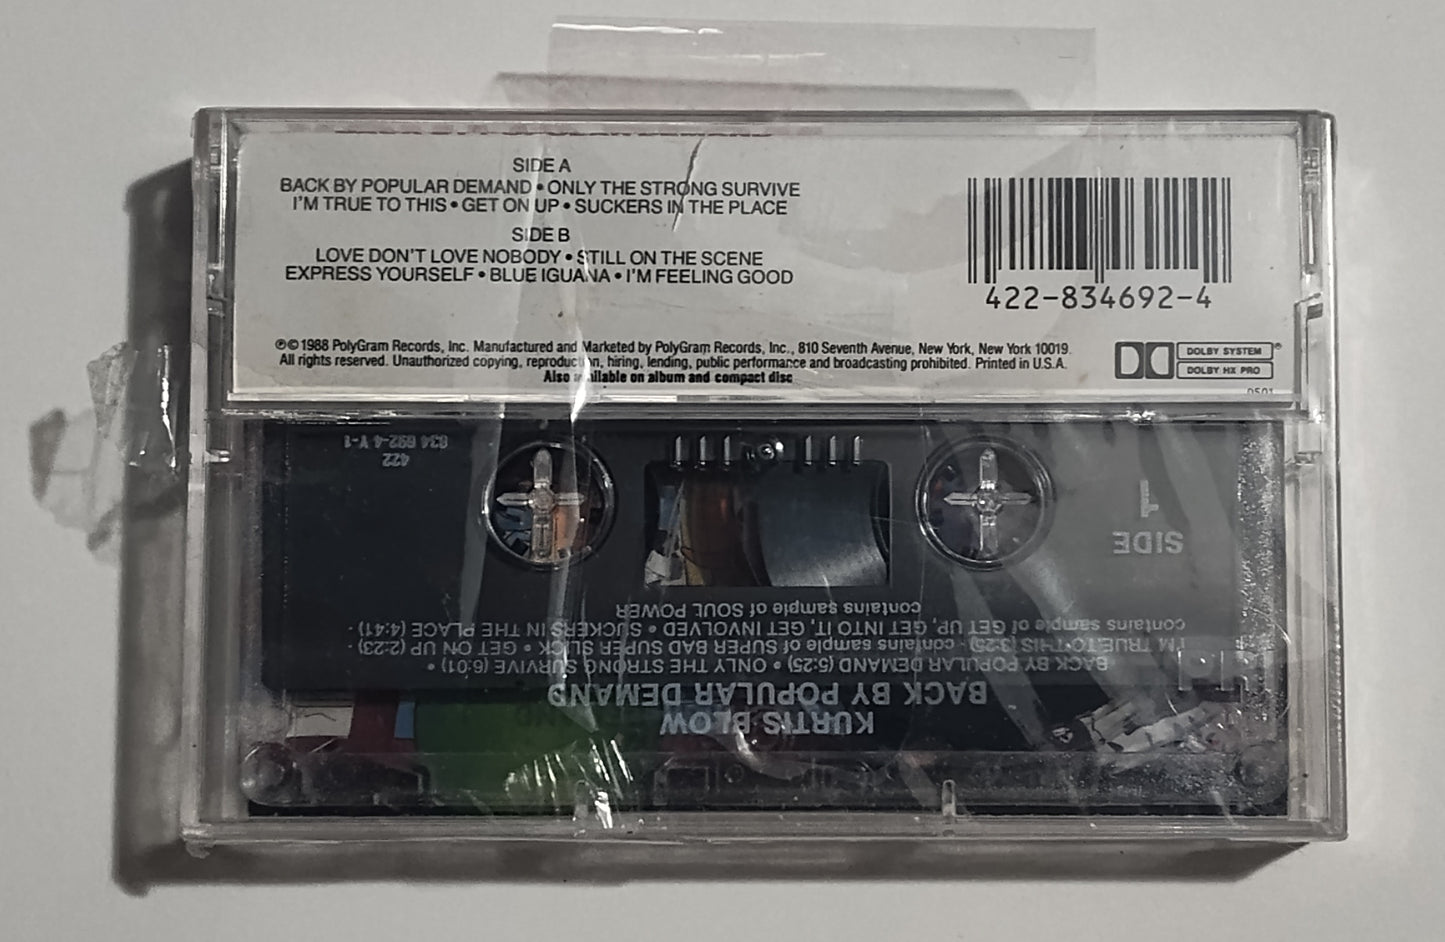 SIDE A
BACK BY POPULAR DEMAND • ONLY THE STRONG SURVIVE
I'M TRUE TO THIS • GET ON UP • SUCKERS IN THE PLACE
SIDE B
LOVE DON'T LOVE NOBODY • STILL ON THE SCENE
EXPRESS YOURSELF • BLUE IGUANA • I'M FEELING GOOD
422-834692-4
℗© 1988 PolyGram Records, Inc. Manufactured and Marketed by PolyGram Records, Inc., 810 Seventh Avenue, New York, New York 10019.
All rights reserved. Unauthorized copying, reproduction, hiring, lending, public performance and broadcasting prohibited. Printed in U.S.A.
Also available on album and compact disc
DOLBY SYSTEM®
DOLBY HX PRO
0501
KURTIS BLOW
BACK BY POPULAR DEMAND
BACK BY POPULAR DEMAND (5:25) • ONLY THE STRONG SURVIVE (6:01) •
I'M TRUE TO THIS (3:25) - contains sample of SUPER BAD SUPER SLICK • GET ON UP (2:23) -
contains sample of GET UP, GET INTO IT, GET INVOLVED • SUCKERS IN THE PLACE (4:41) -
contains sample of SOUL POWER
SIDE
1
422
834 692-4 Y-1